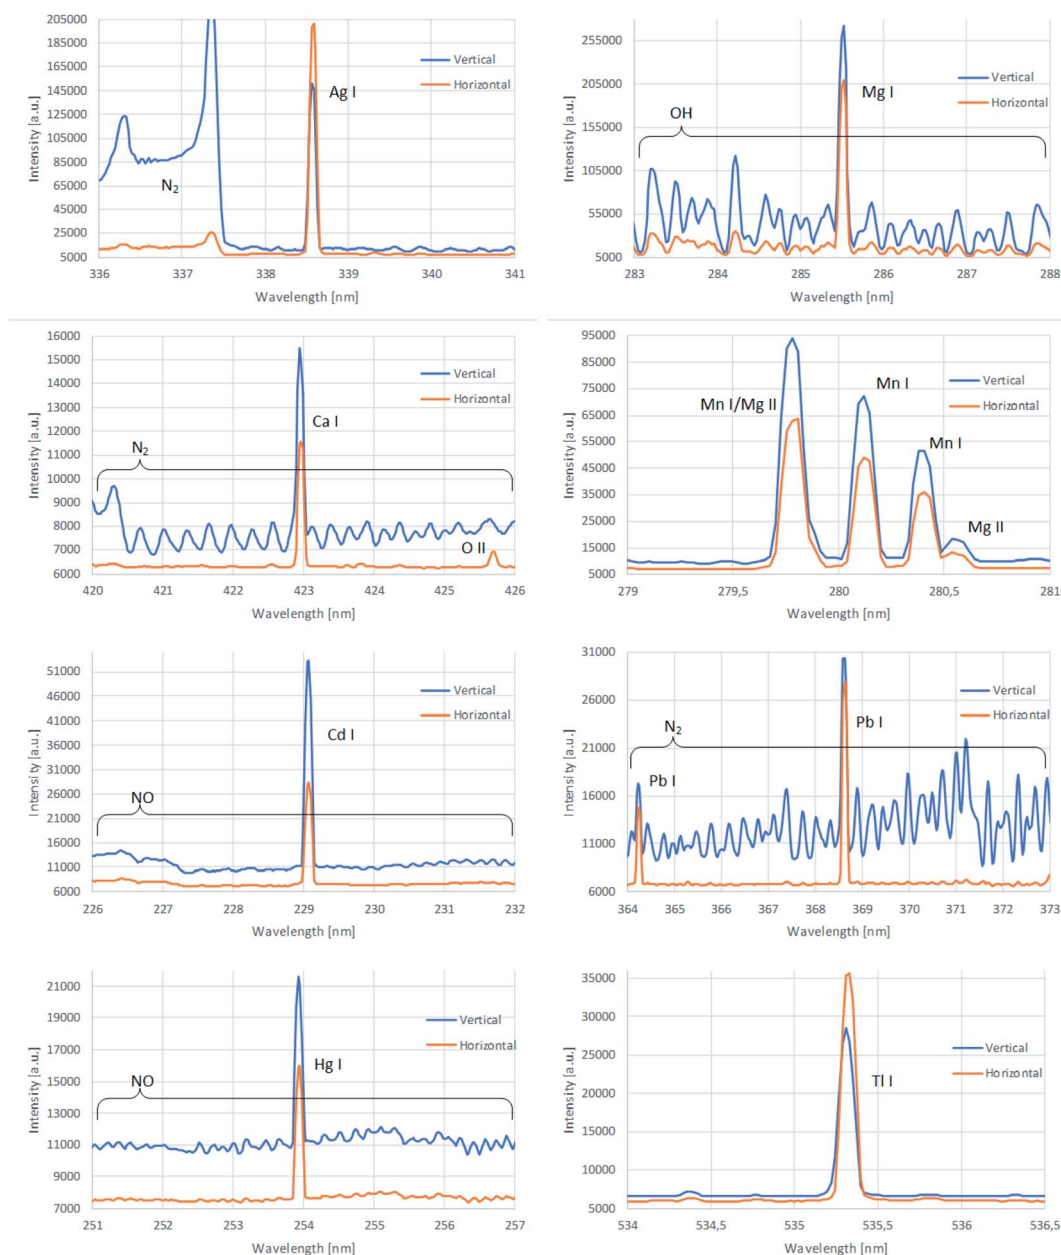 205000
185000
165000
145000
125000
105000
85000
65000
45000
25000
5000
Intensity [a.u.]
Vertical
Horizontal
Ag I
N₂
336 337 338 339 340 341
Wavelength [nm]
255000
205000
155000
105000
55000
5000
Intensity [a.u.]
Vertical
Horizontal
Mg I
OH
283 284 285 286 287 288
Wavelength [nm]
16000
15000
14000
13000
12000
11000
10000
9000
8000
7000
6000
Intensity [a.u.]
Vertical
Horizontal
Ca I
N₂
O II
420 421 422 423 424 425 426
Wavelength [nm]
95000
75000
55000
35000
15000
5000
Intensity [a.u.]
Vertical
Horizontal
Mn I
Mn I/Mg II
Mn I
Mg II
279 279,5 280 280,5 281
Wavelength [nm]
51000
46000
41000
36000
31000
26000
21000
16000
11000
6000
Intensity [a.u.]
Vertical
Horizontal
Cd I
NO
226 227 228 229 230 231 232
Wavelength [nm]
31000
26000
21000
16000
11000
6000
Intensity [a.u.]
Vertical
Horizontal
N₂
Pb I
Pb I
364 365 366 367 368 369 370 371 372 373
Wavelength [nm]
21000
19000
17000
15000
13000
11000
9000
7000
Intensity [a.u.]
Vertical
Horizontal
Hg I
NO
251 252 253 254 255 256 257
Wavelength [nm]
35000
30000
25000
20000
15000
10000
5000
Intensity [a.u.]
Vertical
Horizontal
Tl I
534 534,5 535 535,5 536 536,5
Wavelength [nm]